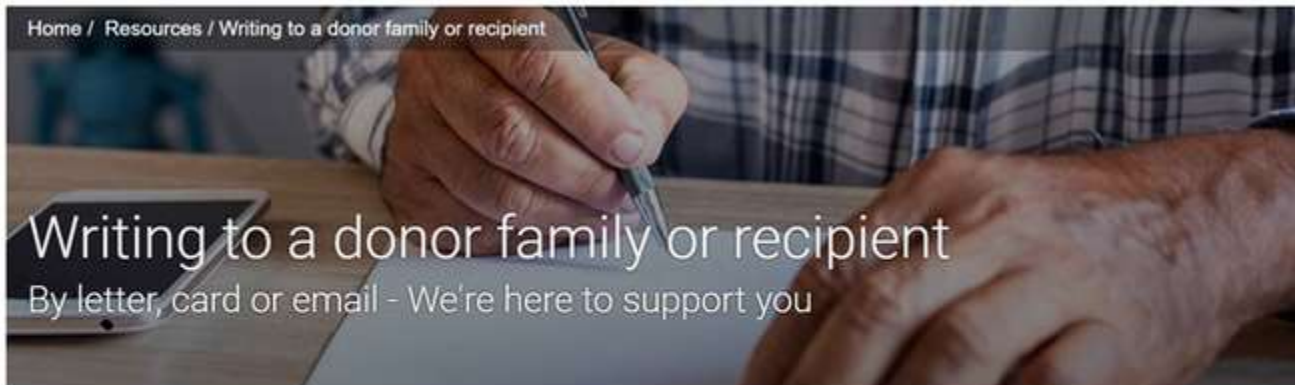 Home / Resources / Writing to a donor family or recipient
Writing to a donor family or recipient
By letter, card or email - We're here to support you